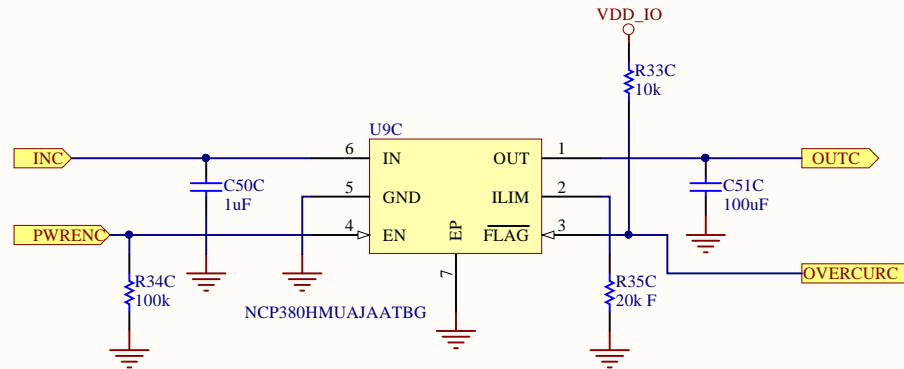 VDD_IO
R33C
10k
U9C
INC
6
IN
OUT
1
OUTC
C50C
1uF
5
GND
ILIM
2
C51C
100uF
PWRENC
4
EN
EP
FLAG
3
7
OVERCURC
R34C
100k
R35C
20k F
NCP380HMUAJAATBG